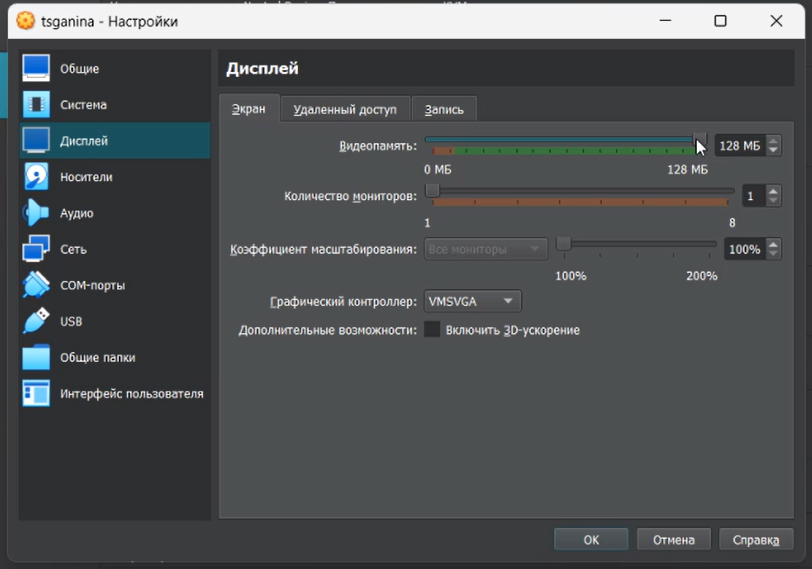 tsganina - Настройки
Общие
Система
Дисплей
Носители
Аудио
Сеть
COM-порты
USB
Общие папки
Интерфейс пользователя
Дисплей
Экран Удаленный доступ Запись
Видеопамять: 128 МБ
0 МБ 128 МБ
Количество мониторов: 1
1 8
Коэффициент масштабирования: Все мониторы 100%
100% 200%
Графический контроллер: VMSVGA
Дополнительные возможности: Включить 3D-ускорение
OK Отмена Справка